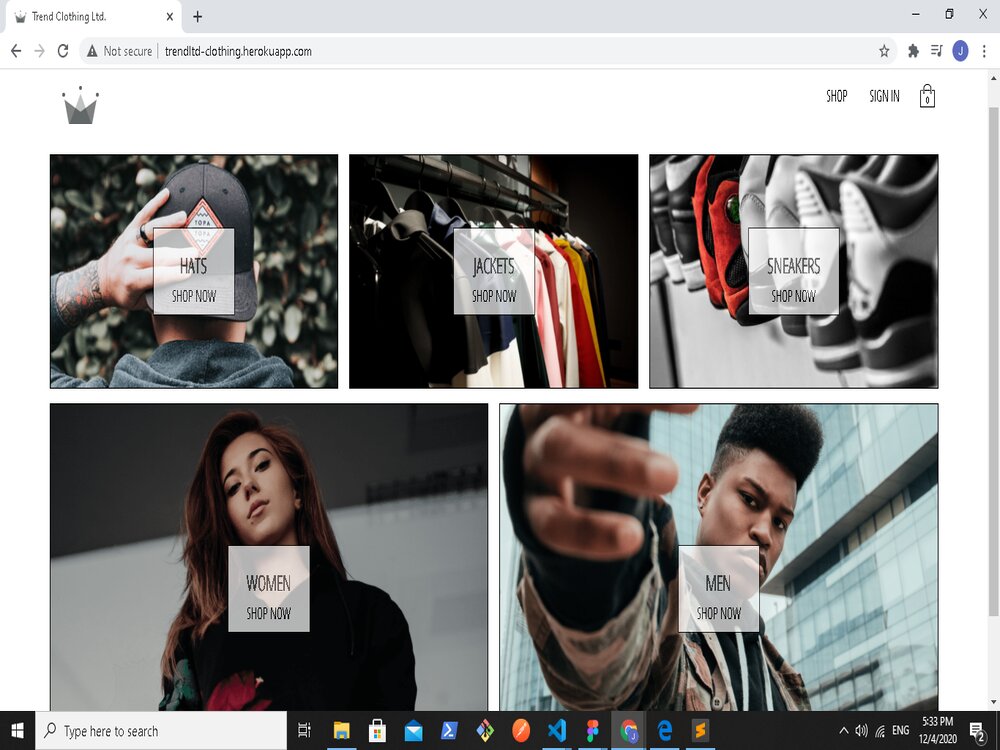 Trend Clothing Ltd.
Not secure
trendltd-clothing.herokuapp.com
J
SHOP
SIGN IN
0
TOPA
TOPA
HATS
SHOP NOW
JACKETS
SHOP NOW
SNEAKERS
SHOP NOW
WOMEN
SHOP NOW
MEN
SHOP NOW
Type here to search
J
ENG
5:33 PM
12/4/2020
2